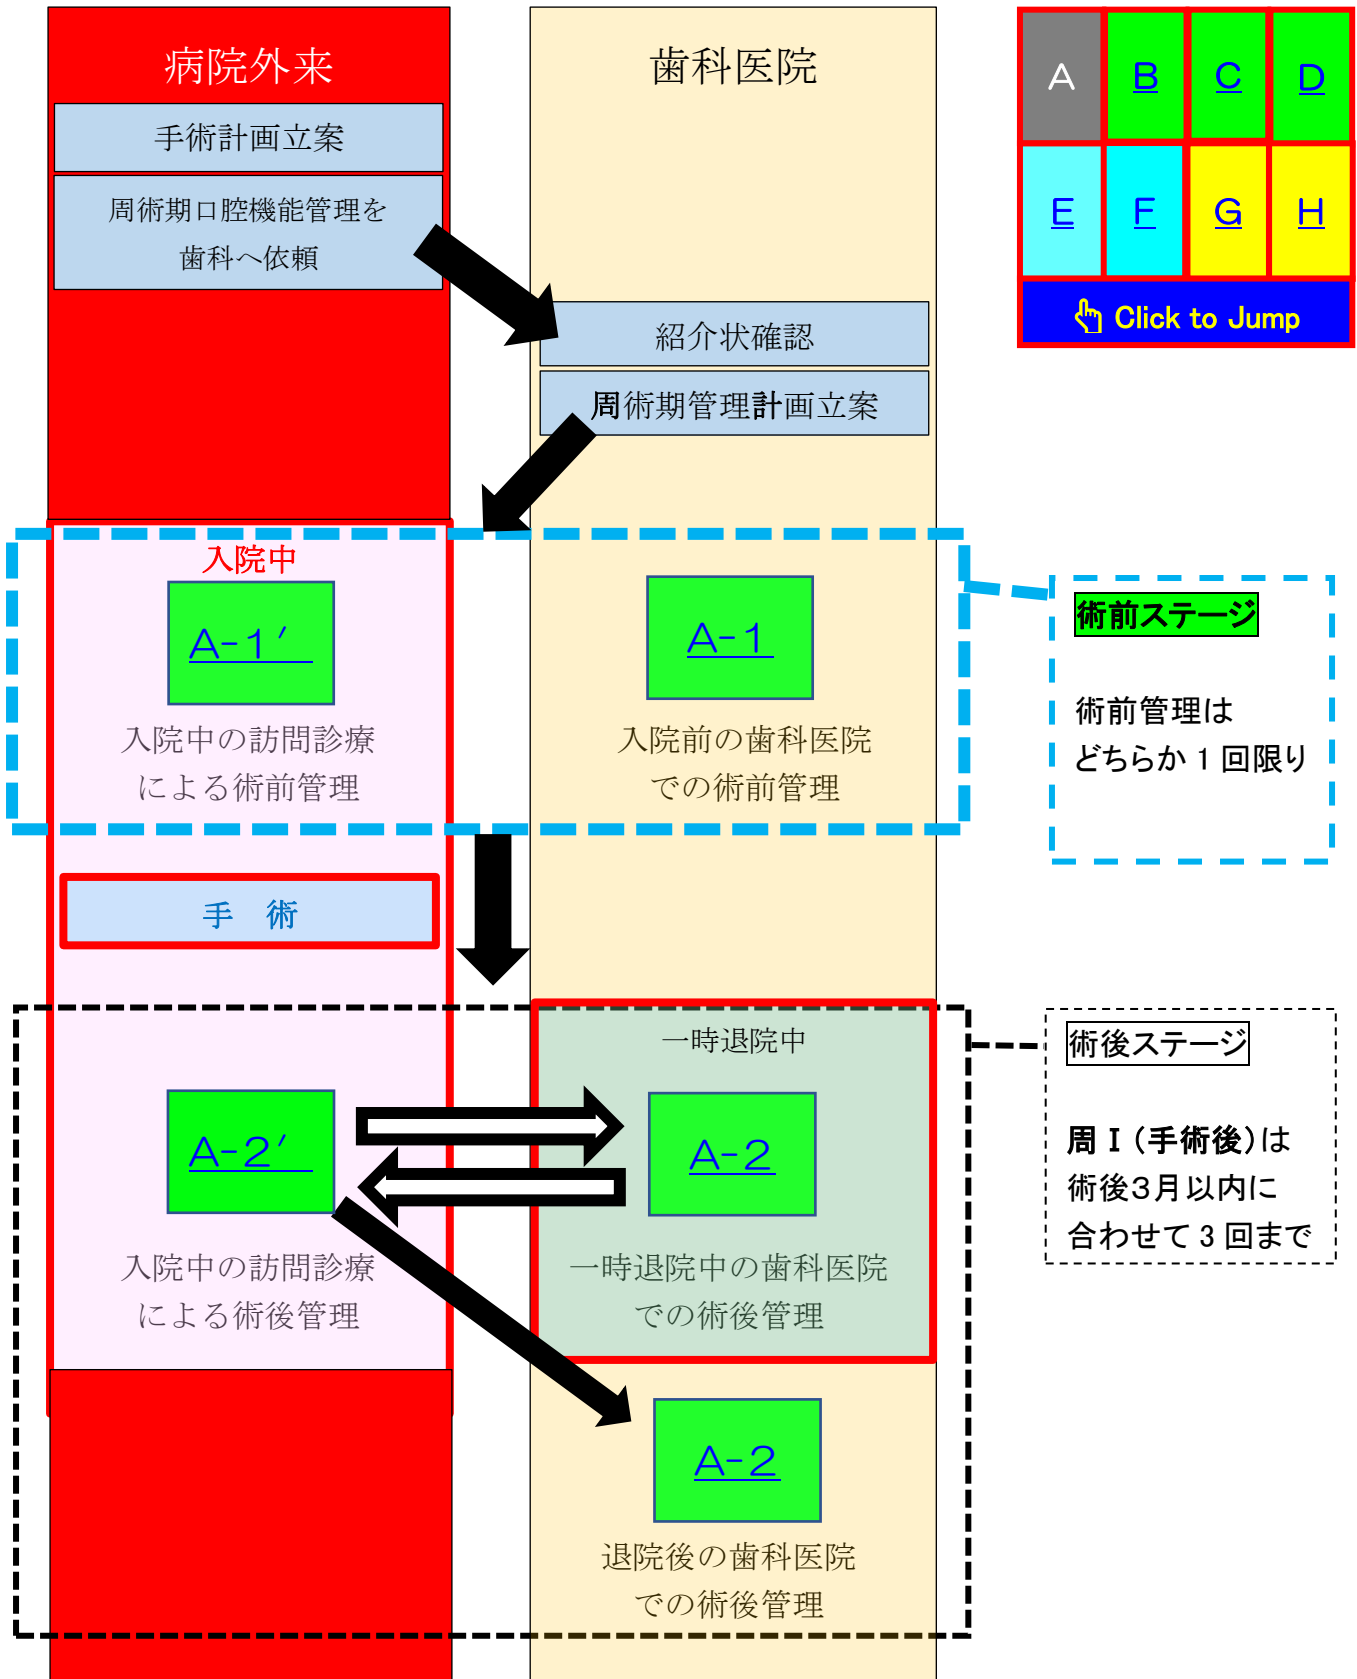 病院外来
手術計画立案
周術期口腔機能管理を
歯科へ依頼
歯科医院
紹介状確認
周術期管理計画立案
A B C D
E F G H
Click to Jump
入院中
A-1′
入院中の訪問診療
による術前管理
A-1
入院前の歯科医院
での術前管理
術前ステージ
術前管理は
どちらか 1 回限り
手　術
A-2′
入院中の訪問診療
による術後管理
一時退院中
A-2
一時退院中の歯科医院
での術後管理
A-2
退院後の歯科医院
での術後管理
術後ステージ
周Ⅰ(手術後)は
術後3月以内に
合わせて 3 回まで